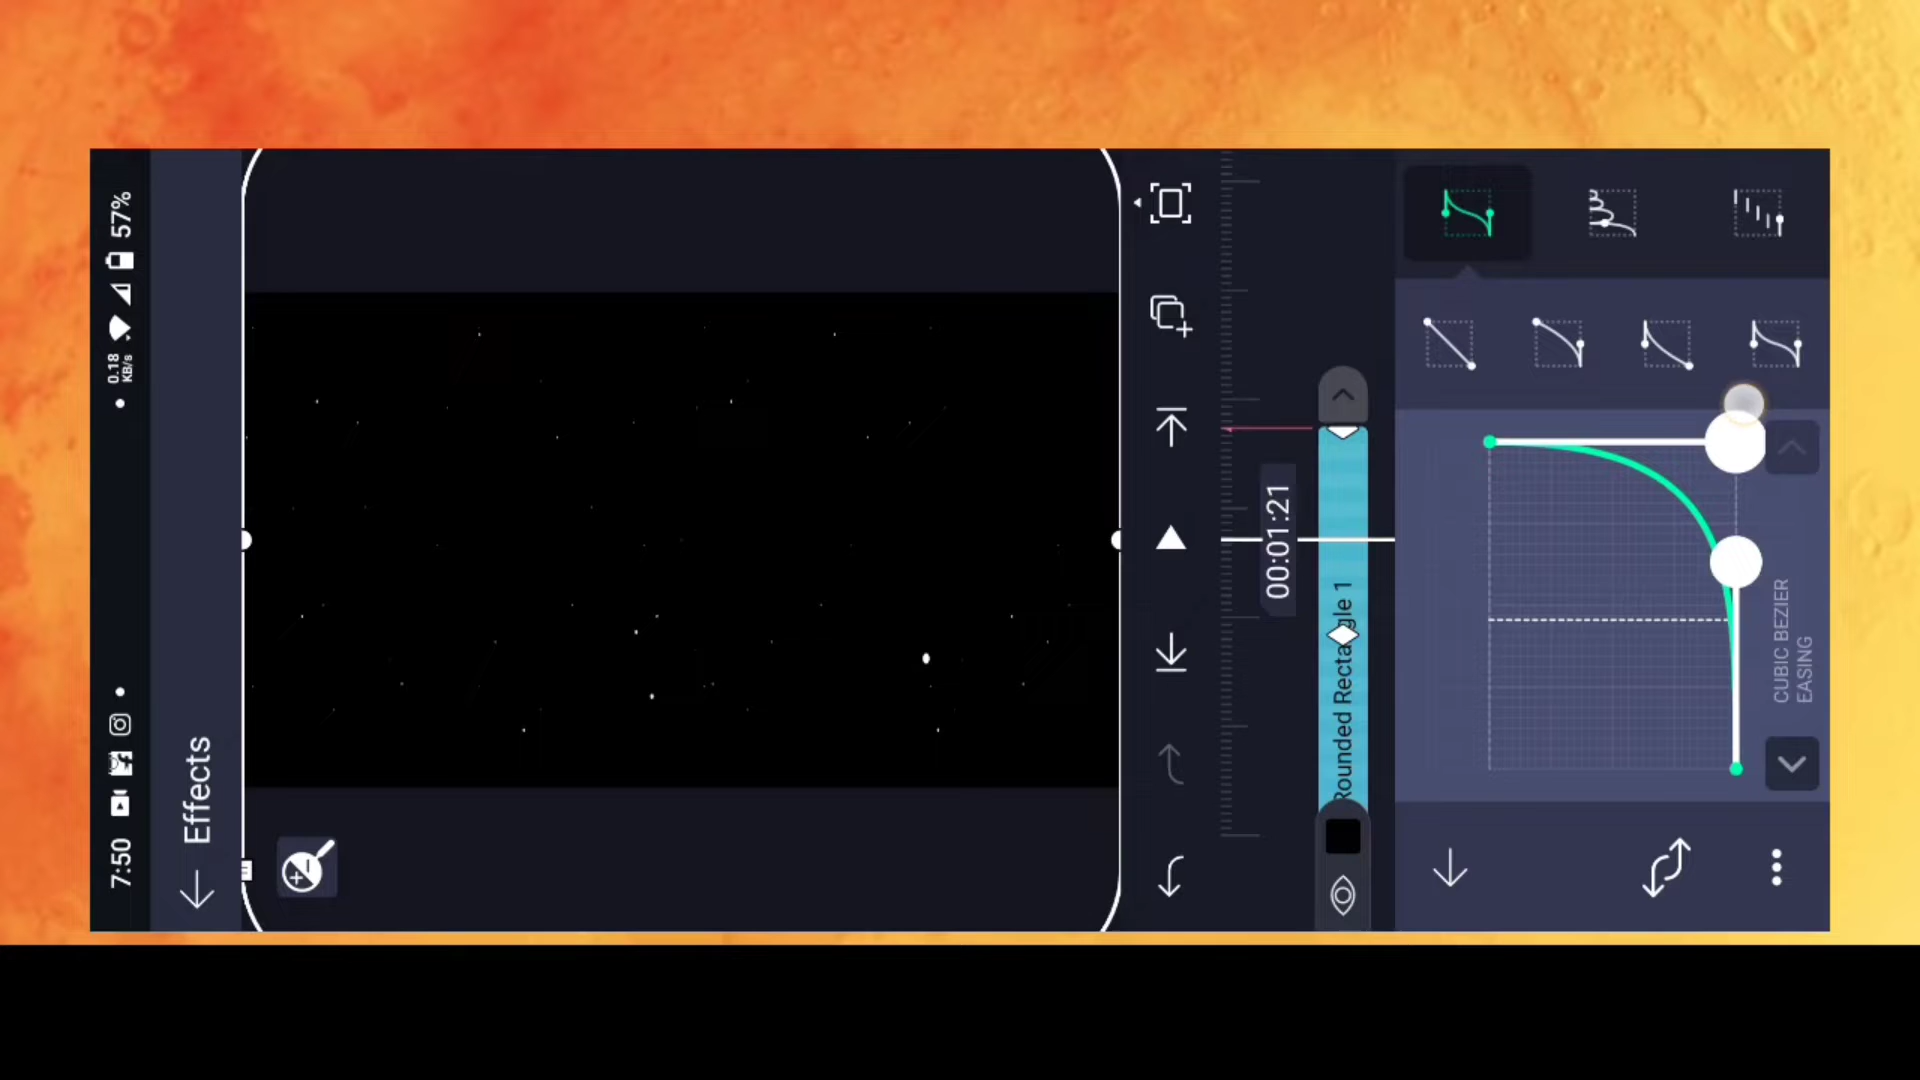 7:50
0.18
KB/s
57%
Effects
00:01:21
Rounded Rectangle 1
CUBIC BEZIER
EASING